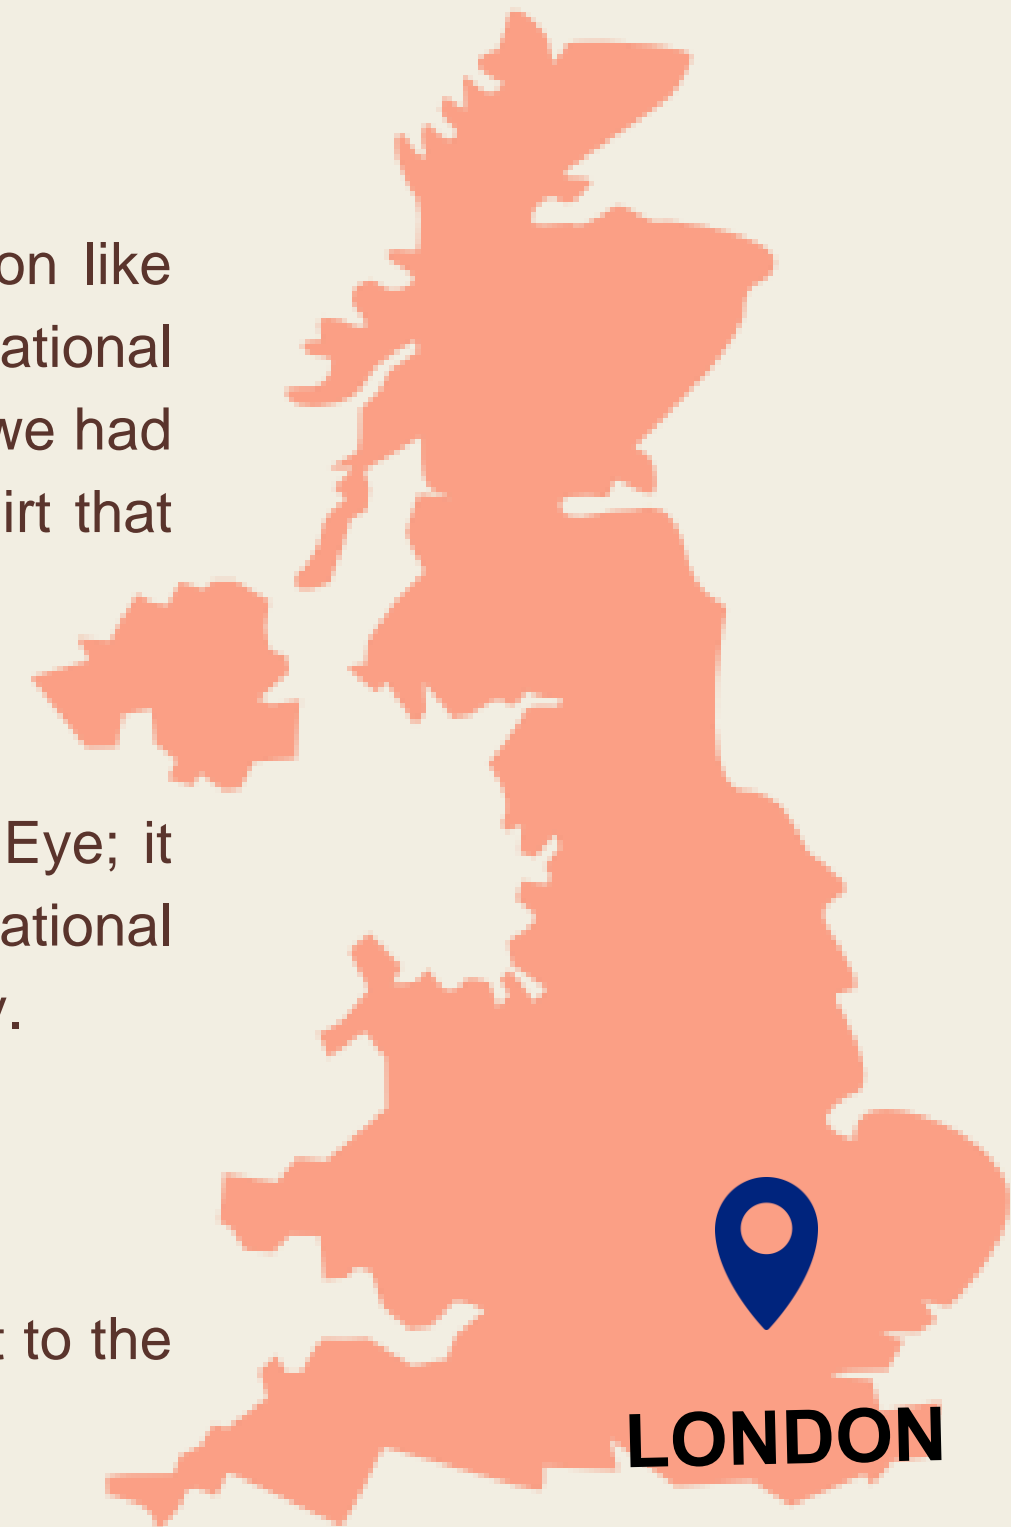 on like
ational
we had
irt that
Eye; it
ational
y.
t to the
LONDON